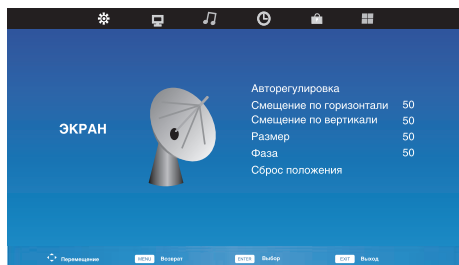 ЭКРАН
Авторегулировка
Смещение по горизонтали 50
Смещение по вертикали 50
Размер 50
Фаза 50
Сброс положения
Перемещение MENU Возврат ENTER Выбор EXIT Выход